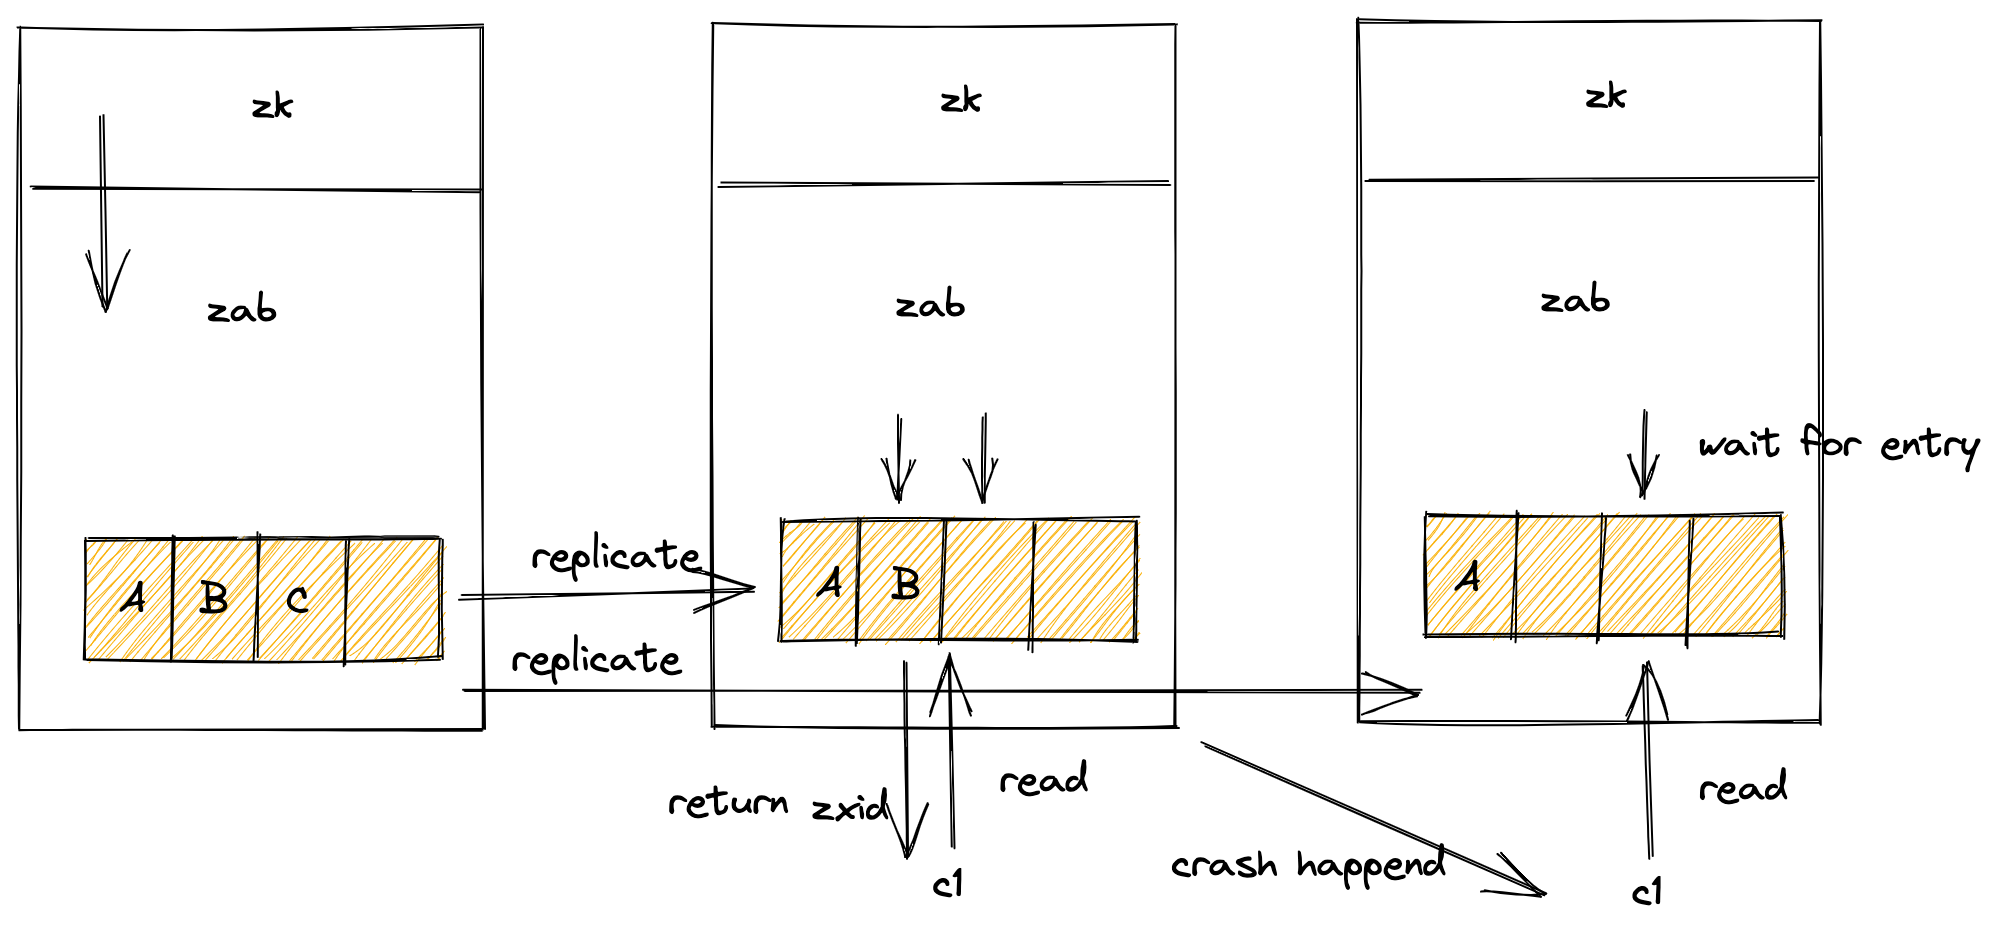 zk
zk
zk
zab
zab
zab
wait for entry
A B C
replicate
replicate
A B
A
return zxid
read
read
crash happend
c1
c1